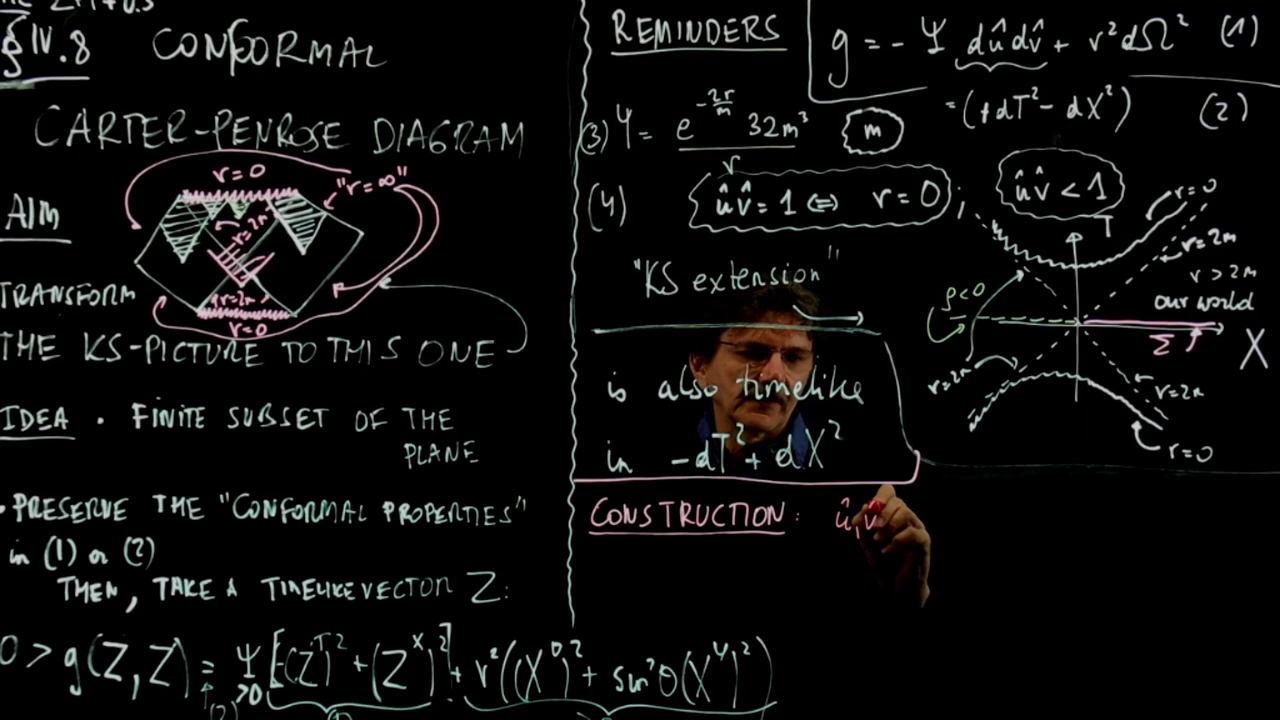 § IV.8 CONFORMAL
CARTER-PENROSE DIAGRAM
r=0
"r=∞"
r=2m
r=2m
r=0
AIM
TRANSFORM
THE KS-PICTURE TO THIS ONE
IDEA • FINITE SUBSET OF THE
PLANE
• PRESERVE THE "CONFORMAL PROPERTIES"
in (1) or (2)
THEN, TAKE A TIMELIKE VECTOR Z:
0 > g(Z,Z) = Ψ [-(Z^T)² + (Z^X)²] + r²((X^θ)² + sin²θ(X^φ)²)
>0
(2)
REMINDERS
g = - Ψ dûdv̂ + r²dΩ² (1)
= (+dT² - dX²) (2)
(3) Ψ = e^{-2r/m} 32m³ / r
m
(4) ûv̂ = 1 ⇔ r = 0 ; ûv̂ < 1
"KS extension"
is also timelike
in -dT² + dX²
CONSTRUCTION: û, v̂
T
r=0
r=2m
r > 2m
our world
ρ<0
Σ
X
r=2m
r=2m
r=0